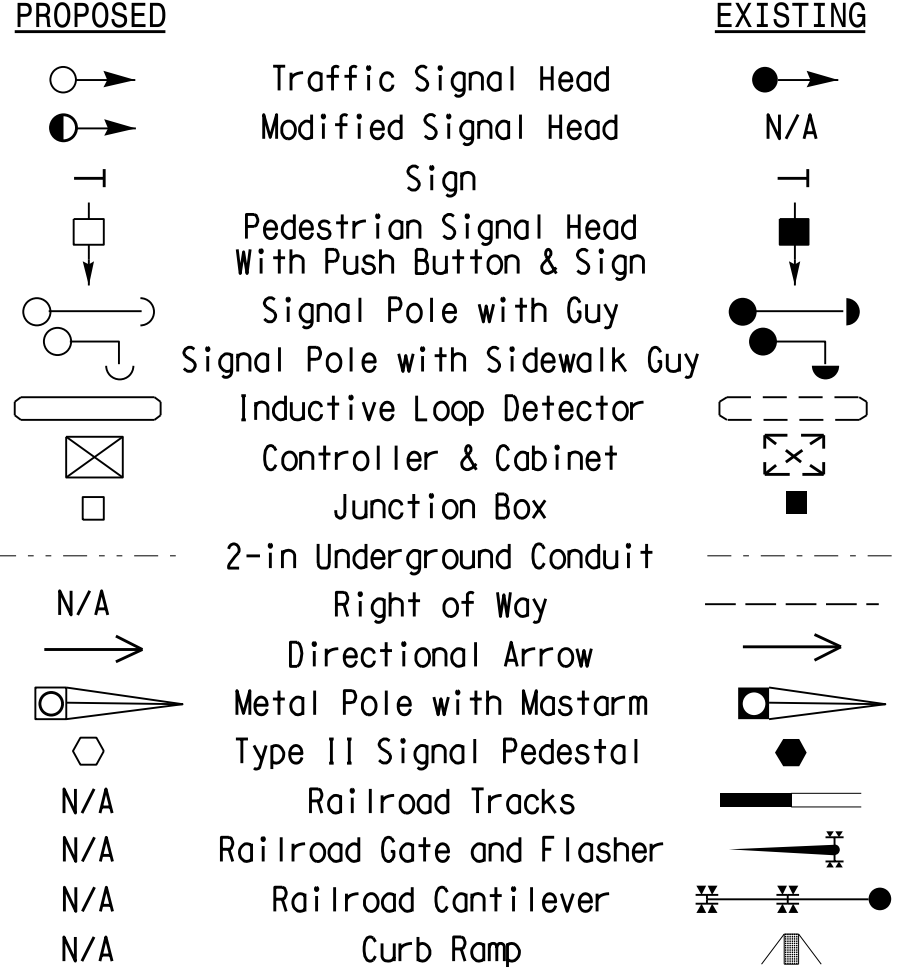 PROPOSED EXISTING
Traffic Signal Head
Modified Signal Head N/A
Sign
Pedestrian Signal Head
With Push Button & Sign
Signal Pole with Guy
Signal Pole with Sidewalk Guy
Inductive Loop Detector
Controller & Cabinet
Junction Box
2-in Underground Conduit
N/A Right of Way
Directional Arrow
Metal Pole with Mastarm
Type II Signal Pedestal
N/A Railroad Tracks
N/A Railroad Gate and Flasher
N/A Railroad Cantilever
N/A Curb Ramp